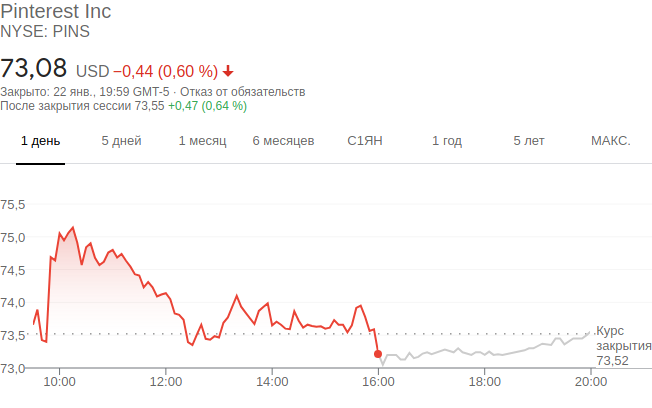 Pinterest Inc
NYSE: PINS
73,08 USD −0,44 (0,60 %)
Закрыто: 22 янв., 19:59 GMT-5 · Отказ от обязательств
После закрытия сессии 73,55 +0,47 (0,64 %)
1 день 5 дней 1 месяц 6 месяцев С1ЯН 1 год 5 лет МАКС.
75,5
75,0
74,5
74,0
73,5
73,0
Курс
закрытия
73,52
10:00 12:00 14:00 16:00 18:00 20:00